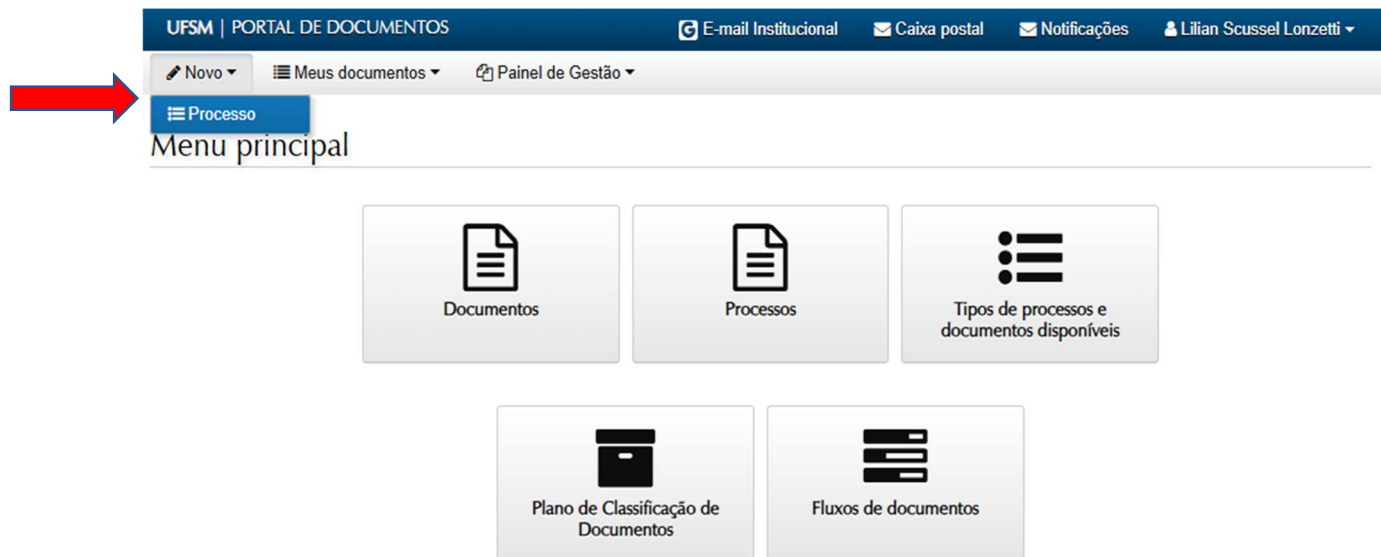 UFSM | PORTAL DE DOCUMENTOS E-mail Institucional Caixa postal Notificações Lilian Scussel Lonzetti
Novo Meus documentos Painel de Gestão
Processo
Menu principal
Documentos Processos Tipos de processos e
documentos disponíveis
Plano de Classificação de Fluxos de documentos
Documentos